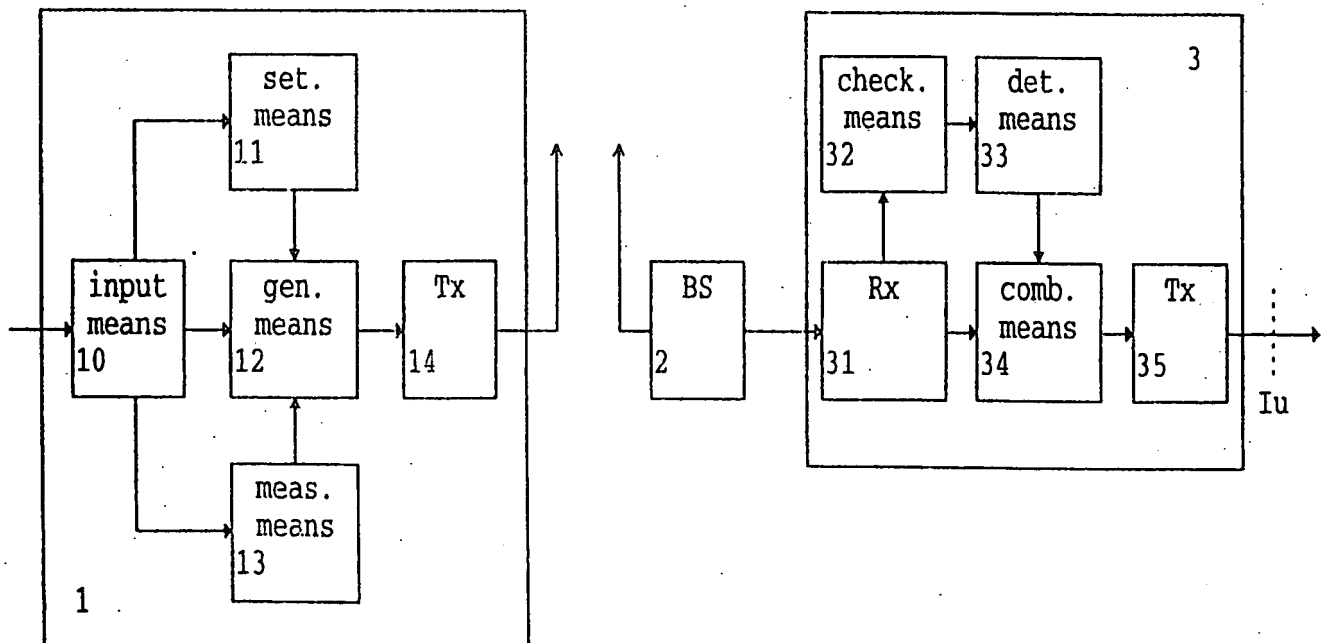 set.
means
11
input
means
10
gen.
means
12
Tx
14
meas.
means
13
1
BS
2
3
check.
means
32
det.
means
33
Rx
31
comb.
means
34
Tx
35
Iu